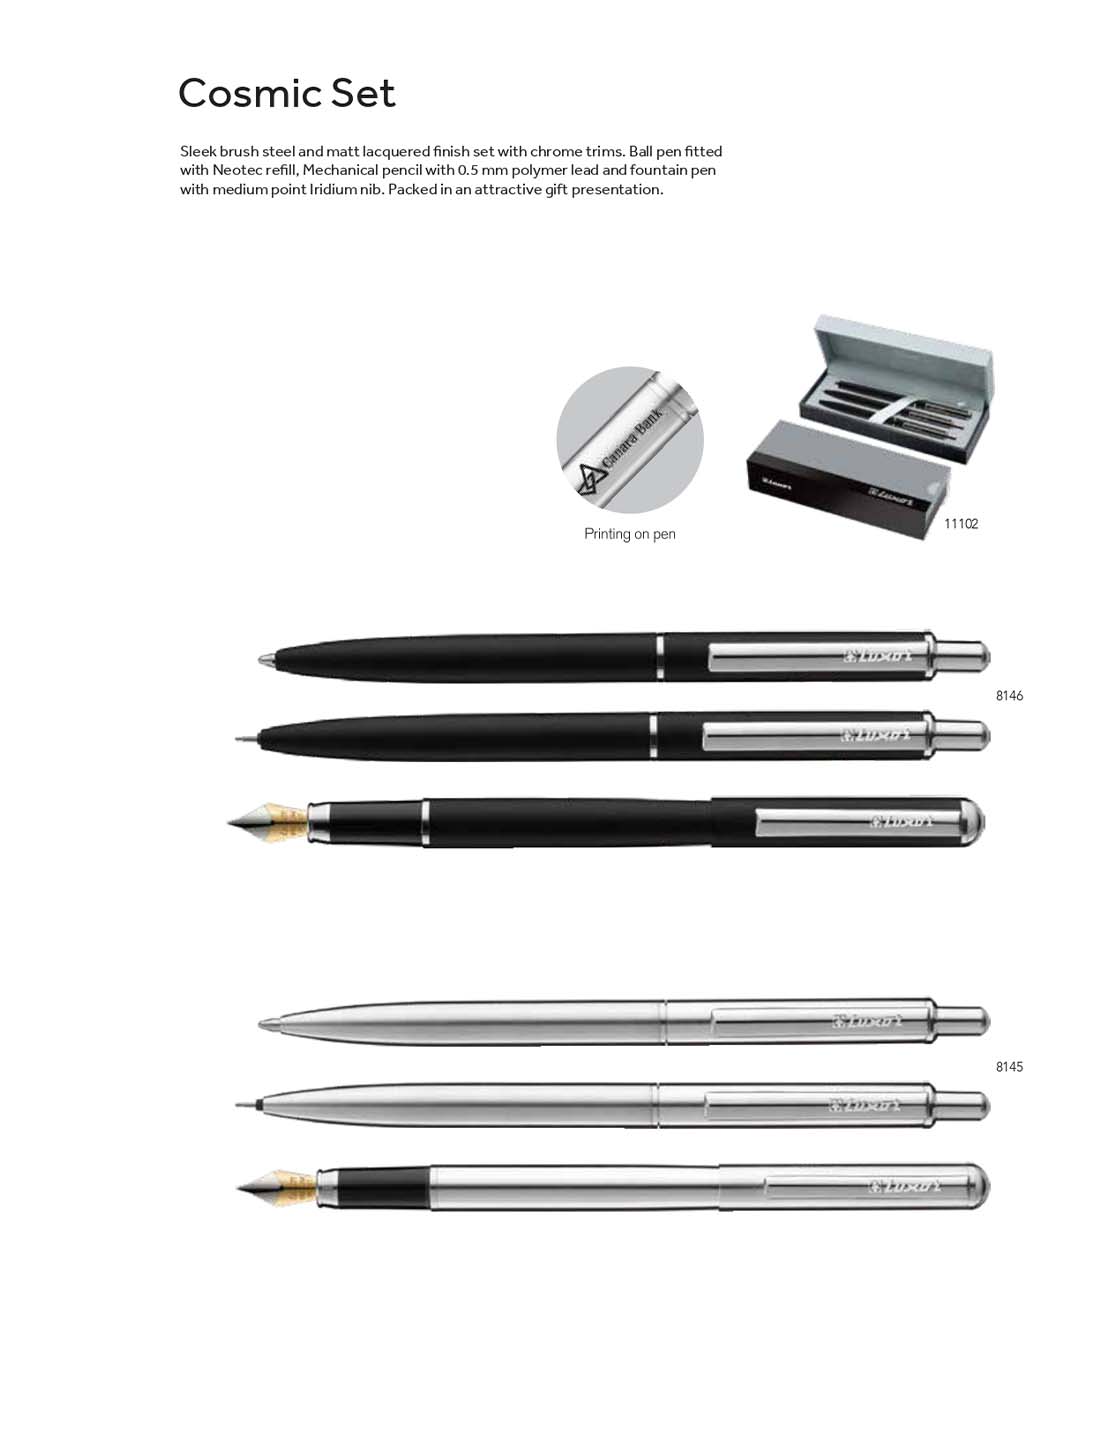 Cosmic Set
Sleek brush steel and matt lacquered finish set with chrome trims. Ball pen fitted
with Neotec refill, Mechanical pencil with 0.5 mm polymer lead and fountain pen
with medium point Iridium nib. Packed in an attractive gift presentation.
Canara Bank
Printing on pen
Luxor
Luxor
11102
Luxor
8146
Luxor
Luxor
Luxor
8145
Luxor
Luxor